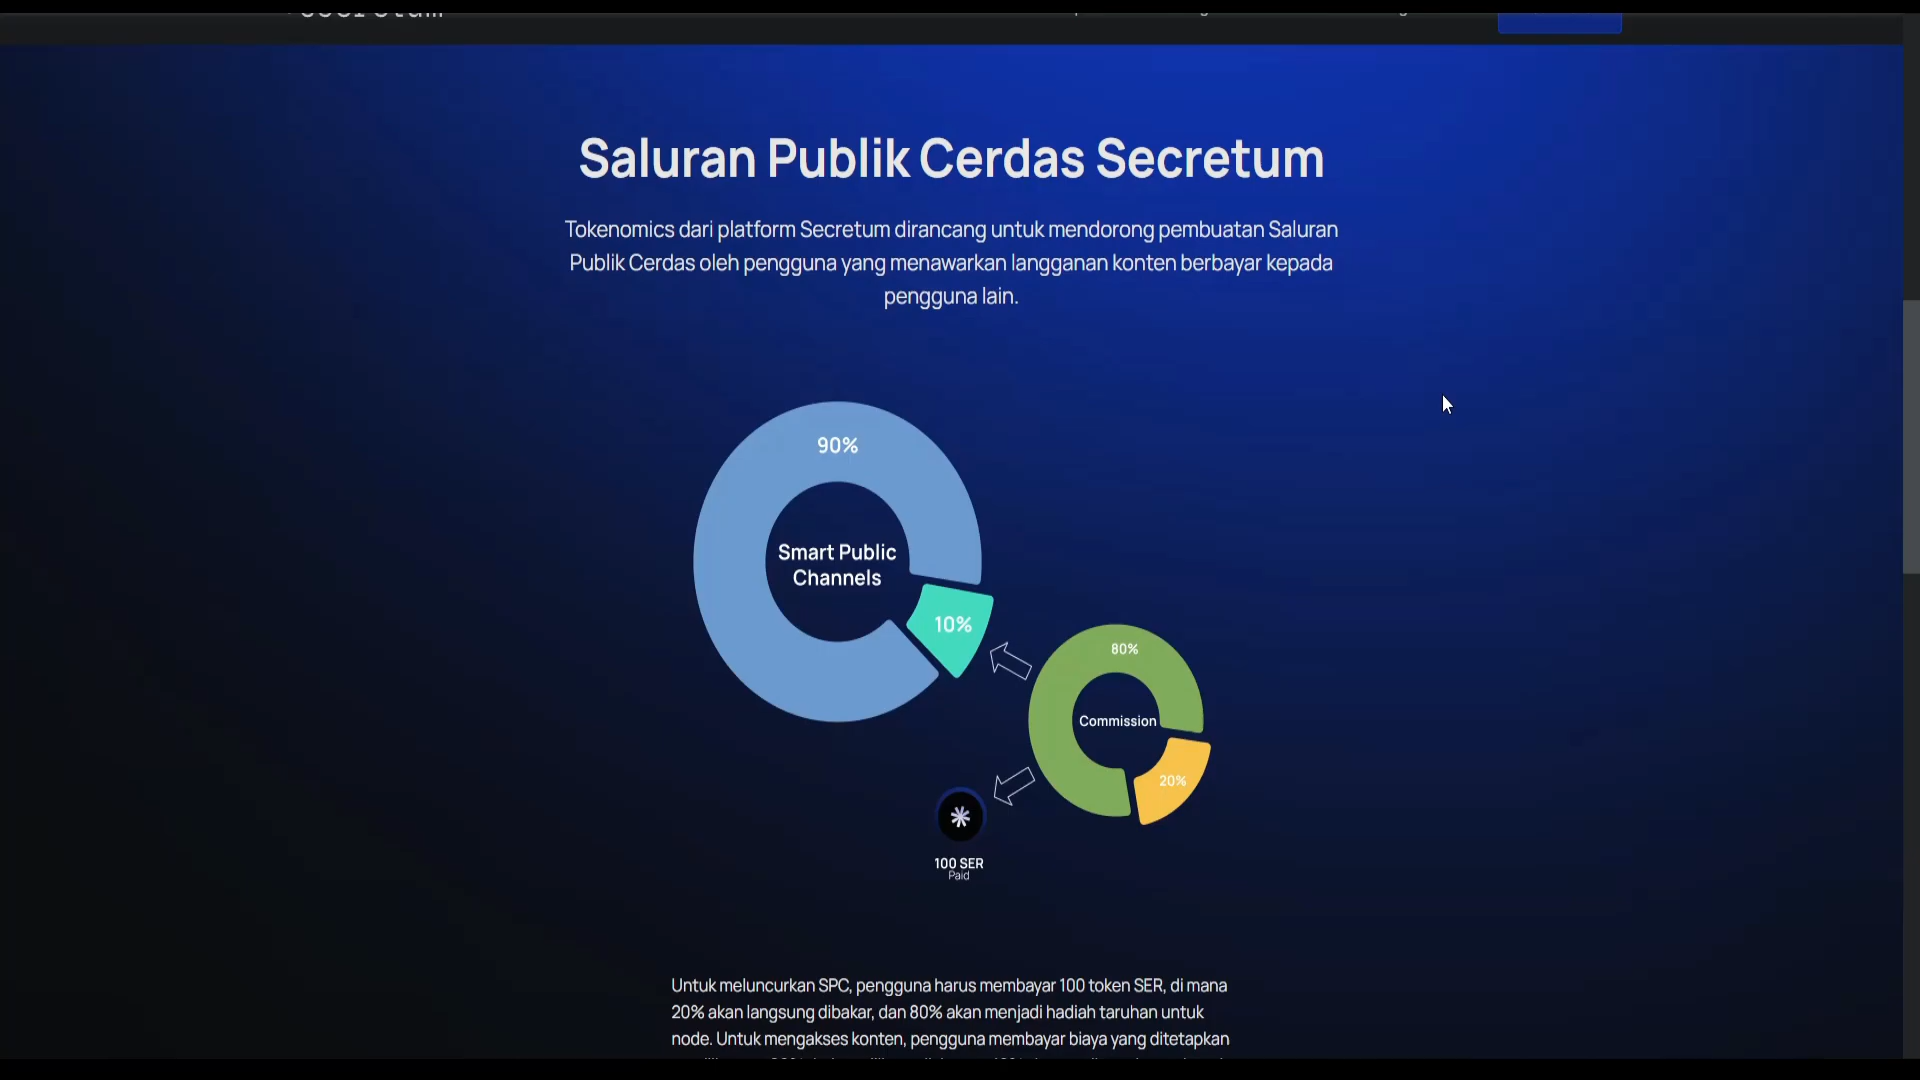 Saluran Publik Cerdas Secretum
Tokenomics dari platform Secretum dirancang untuk mendorong pembuatan Saluran
Publik Cerdas oleh pengguna yang menawarkan langganan konten berbayar kepada
pengguna lain.
90%
Smart Public
Channels
10%
80%
Commission
20%
100 SER
Paid
Untuk meluncurkan SPC, pengguna harus membayar 100 token SER, di mana
20% akan langsung dibakar, dan 80% akan menjadi hadiah taruhan untuk
node. Untuk mengakses konten, pengguna membayar biaya yang ditetapkan